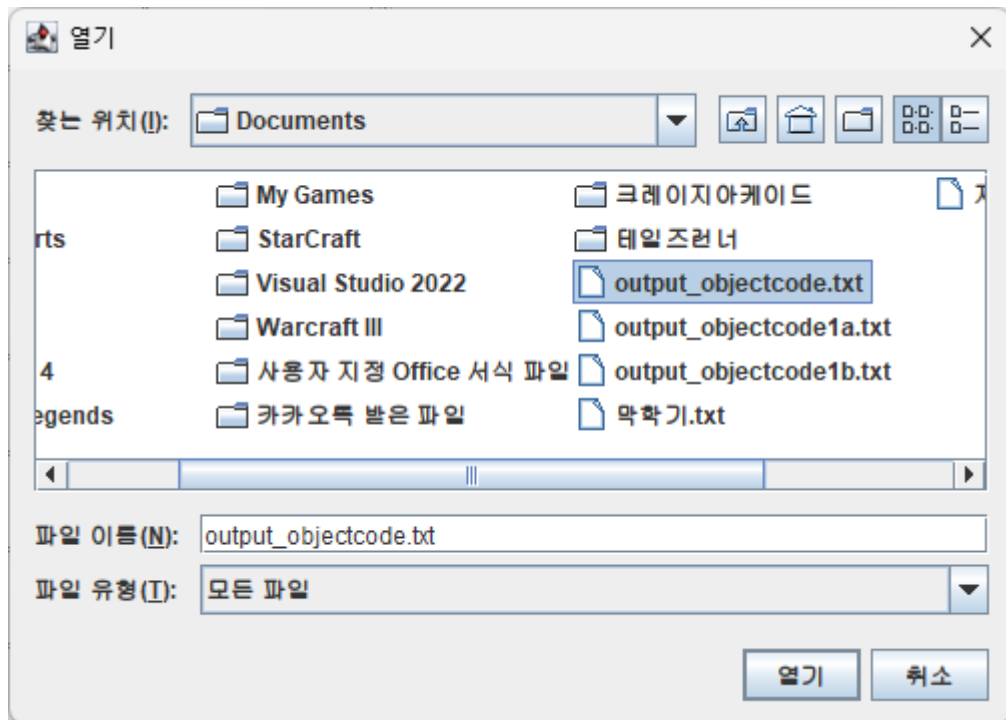 열기
찾는 위치(I):
Documents
My Games
크레이지아케이드
rts
StarCraft
테일즈런너
Visual Studio 2022
output_objectcode.txt
Warcraft III
output_objectcode1a.txt
4
사용자 지정 Office 서식 파일
output_objectcode1b.txt
egends
카카오톡 받은 파일
막학기.txt
파일 이름(N):
output_objectcode.txt
파일 유형(T):
모든 파일
열기
취소